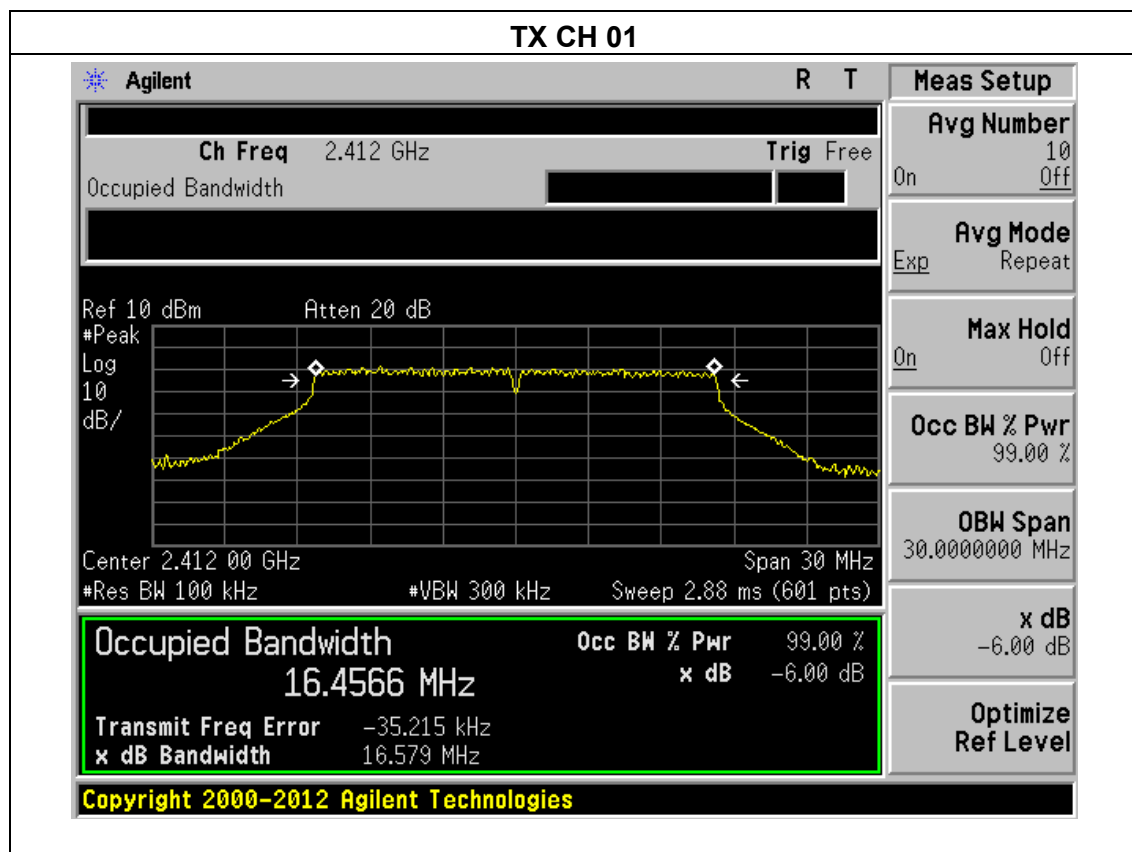 TX CH 01
Agilent R T
Ch Freq 2.412 GHz Trig Free
Occupied Bandwidth
Ref 10 dBm Atten 20 dB
#Peak
Log
10
dB/
Center 2.412 00 GHz Span 30 MHz
#Res BW 100 kHz #VBW 300 kHz Sweep 2.88 ms (601 pts)
Occupied Bandwidth
16.4566 MHz
Occ BW % Pwr 99.00 %
x dB -6.00 dB
Transmit Freq Error -35.215 kHz
x dB Bandwidth 16.579 MHz
Copyright 2000-2012 Agilent Technologies
Meas Setup
Avg Number
10
On Off
Avg Mode
Exp Repeat
Max Hold
On Off
Occ BW % Pwr
99.00 %
OBW Span
30.0000000 MHz
x dB
-6.00 dB
Optimize
Ref Level